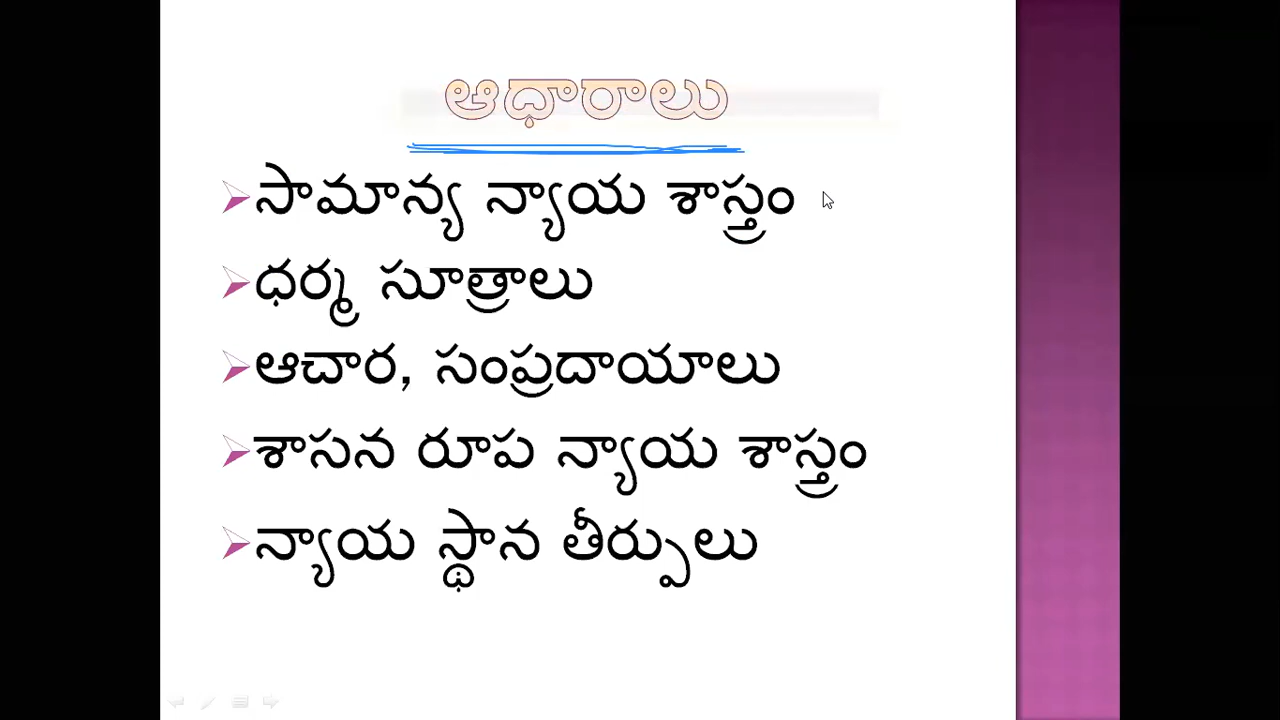 ఆధారాలు
సామాన్య న్యాయ శాస్త్రం
ధర్మ సూత్రాలు
ఆచార, సంప్రదాయాలు
శాసన రూప న్యాయ శాస్త్రం
న్యాయ స్థాన తీర్పులు